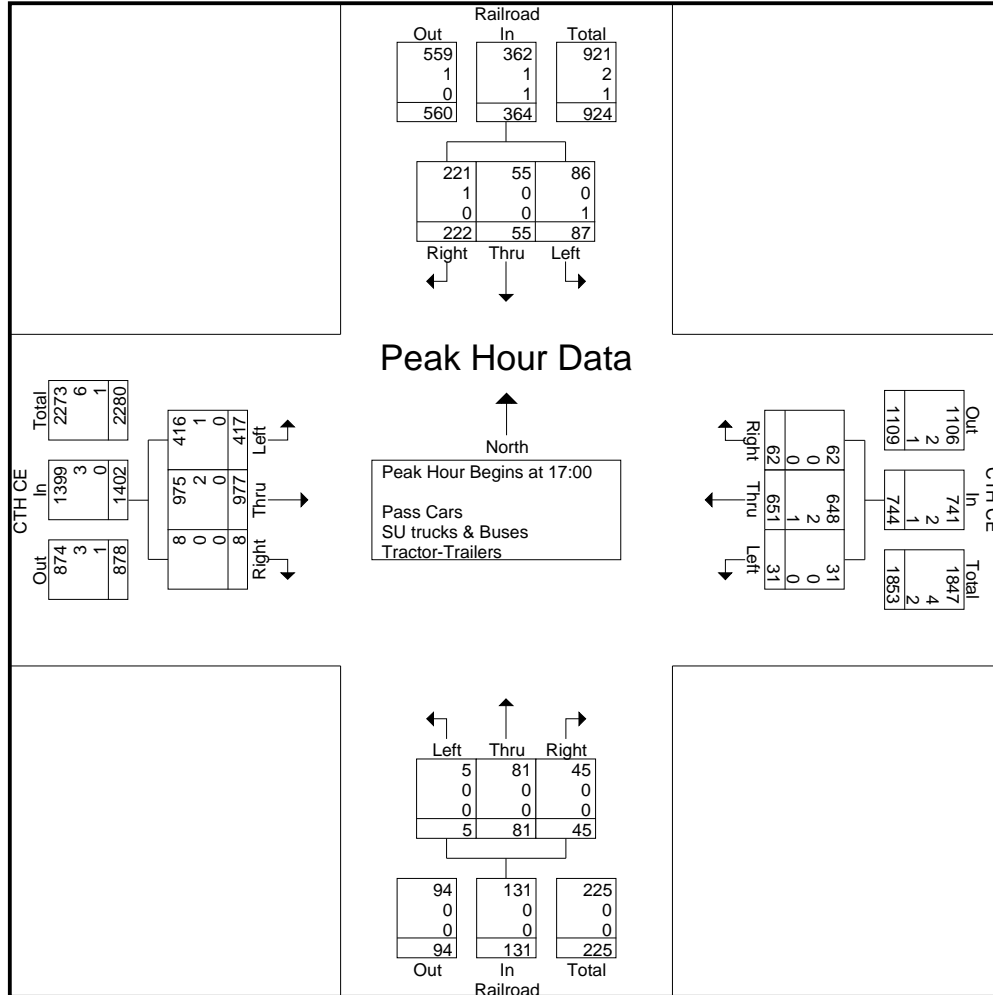 Railroad
Out In Total
559 362 921
1 1 2
0 1 1
560 364 924
221 55 86
1 0 0
0 0 1
222 55 87
Right Thru Left
Peak Hour Data
North
Peak Hour Begins at 17:00
Pass Cars
SU trucks & Buses
Tractor-Trailers
CTH CE
Total
2273
6
1
2280
In
1399
3
0
1402
Out
874
3
1
878
416
1
0
417
Left
975
2
0
977
Thru
8
0
0
8
Right
CTH CE
Out
1106
2
1
1109
In
741
2
1
744
Total
1847
4
2
1853
62
0
0
62
Right
648
2
1
651
Thru
31
0
0
31
Left
Left Thru Right
5 81 45
0 0 0
0 0 0
5 81 45
94 131 225
0 0 0
0 0 0
94 131 225
Out In Total
Railroad